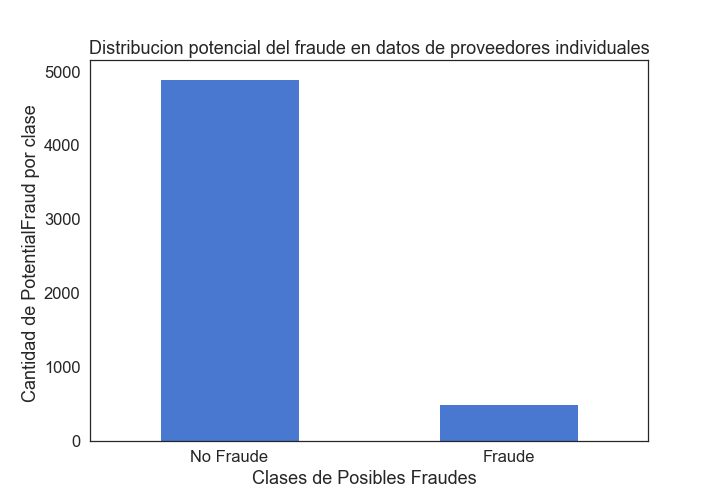 Distribucion potencial del fraude en datos de proveedores individuales
Cantidad de PotentialFraud por clase
5000
4000
3000
2000
1000
0
No Fraude
Fraude
Clases de Posibles Fraudes